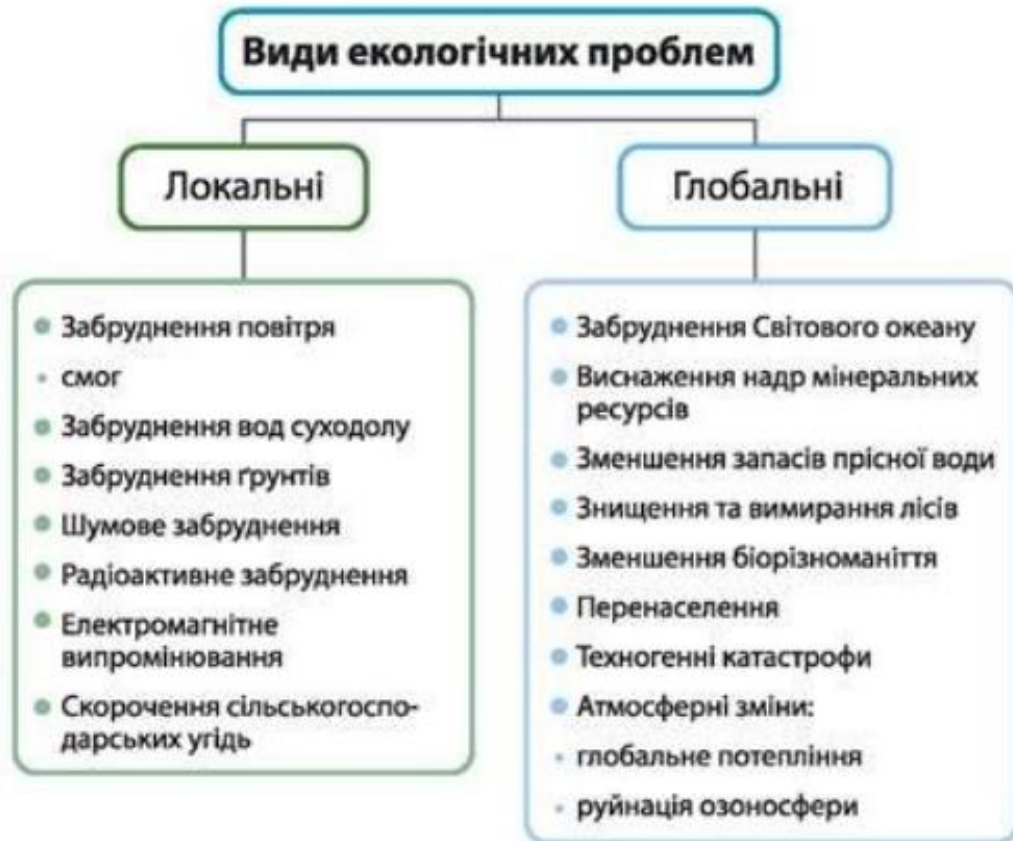 Види екологічних проблем
Локальні
Глобальні
Забруднення повітря
смог
Забруднення вод суходолу
Забруднення ґрунтів
Шумове забруднення
Радіоактивне забруднення
Електромагнітне
випромінювання
Скорочення сільськогоспо-
дарських угідь
Забруднення Світового океану
Виснаження надр мінеральних
ресурсів
Зменшення запасів прісної води
Знищення та вимирання лісів
Зменшення біорізноманіття
Перенаселення
Техногенні катастрофи
Атмосферні зміни:
глобальне потепління
руйнація озоносфери